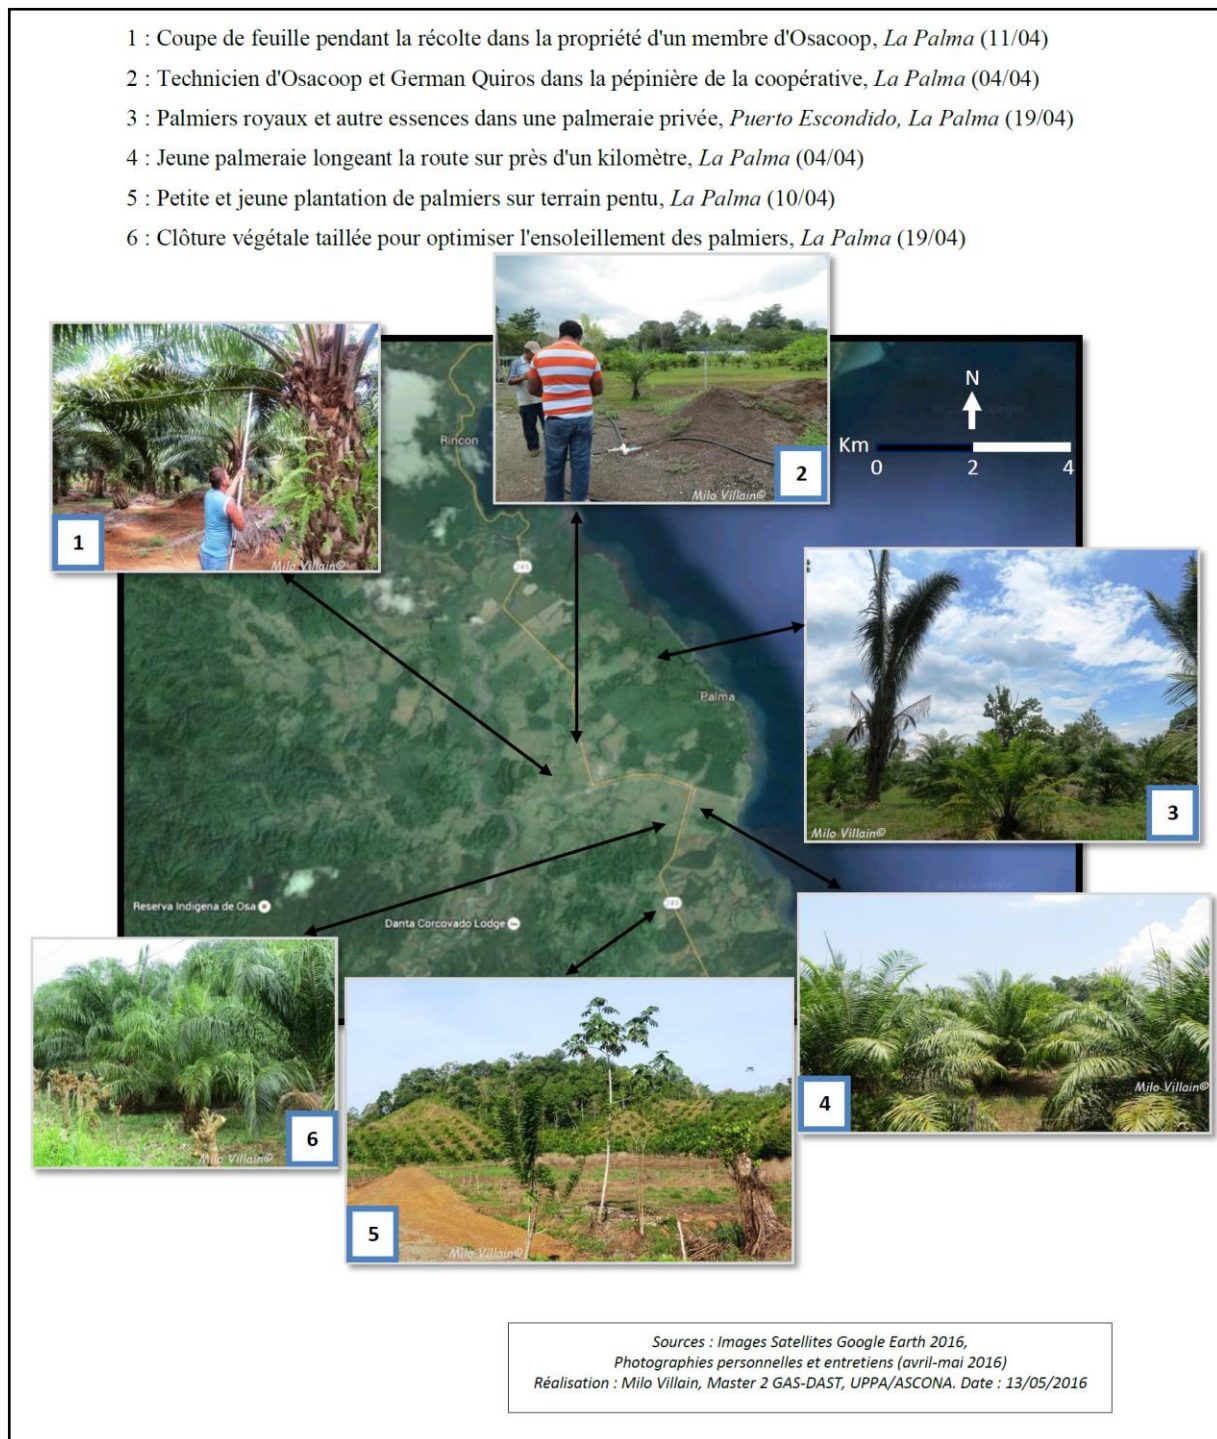 1 : Coupe de feuille pendant la récolte dans la propriété d'un membre d'Osacoop, La Palma (11/04)
2 : Technicien d'Osacoop et German Quiros dans la pépinière de la coopérative, La Palma (04/04)
3 : Palmiers royaux et autre essences dans une palmeraie privée, Puerto Escondido, La Palma (19/04)
4 : Jeune palmeraie longeant la route sur près d'un kilomètre, La Palma (04/04)
5 : Petite et jeune plantation de palmiers sur terrain pentu, La Palma (10/04)
6 : Clôture végétale taillée pour optimiser l'ensoleillement des palmiers, La Palma (19/04)
Milo Villain©
2
N
Km
0 2 4
Rincon
1
Milo Villain©
245
Palma
Milo Villain©
3
Reserva Indigena de Osa
Danta Corcovado Lodge
245
Milo Villain©
4
Milo Villain©
6
5
Milo Villain©
Sources : Images Satellites Google Earth 2016,
Photographies personnelles et entretiens (avril-mai 2016)
Réalisation : Milo Villain, Master 2 GAS-DAST, UPPA/ASCONA. Date : 13/05/2016